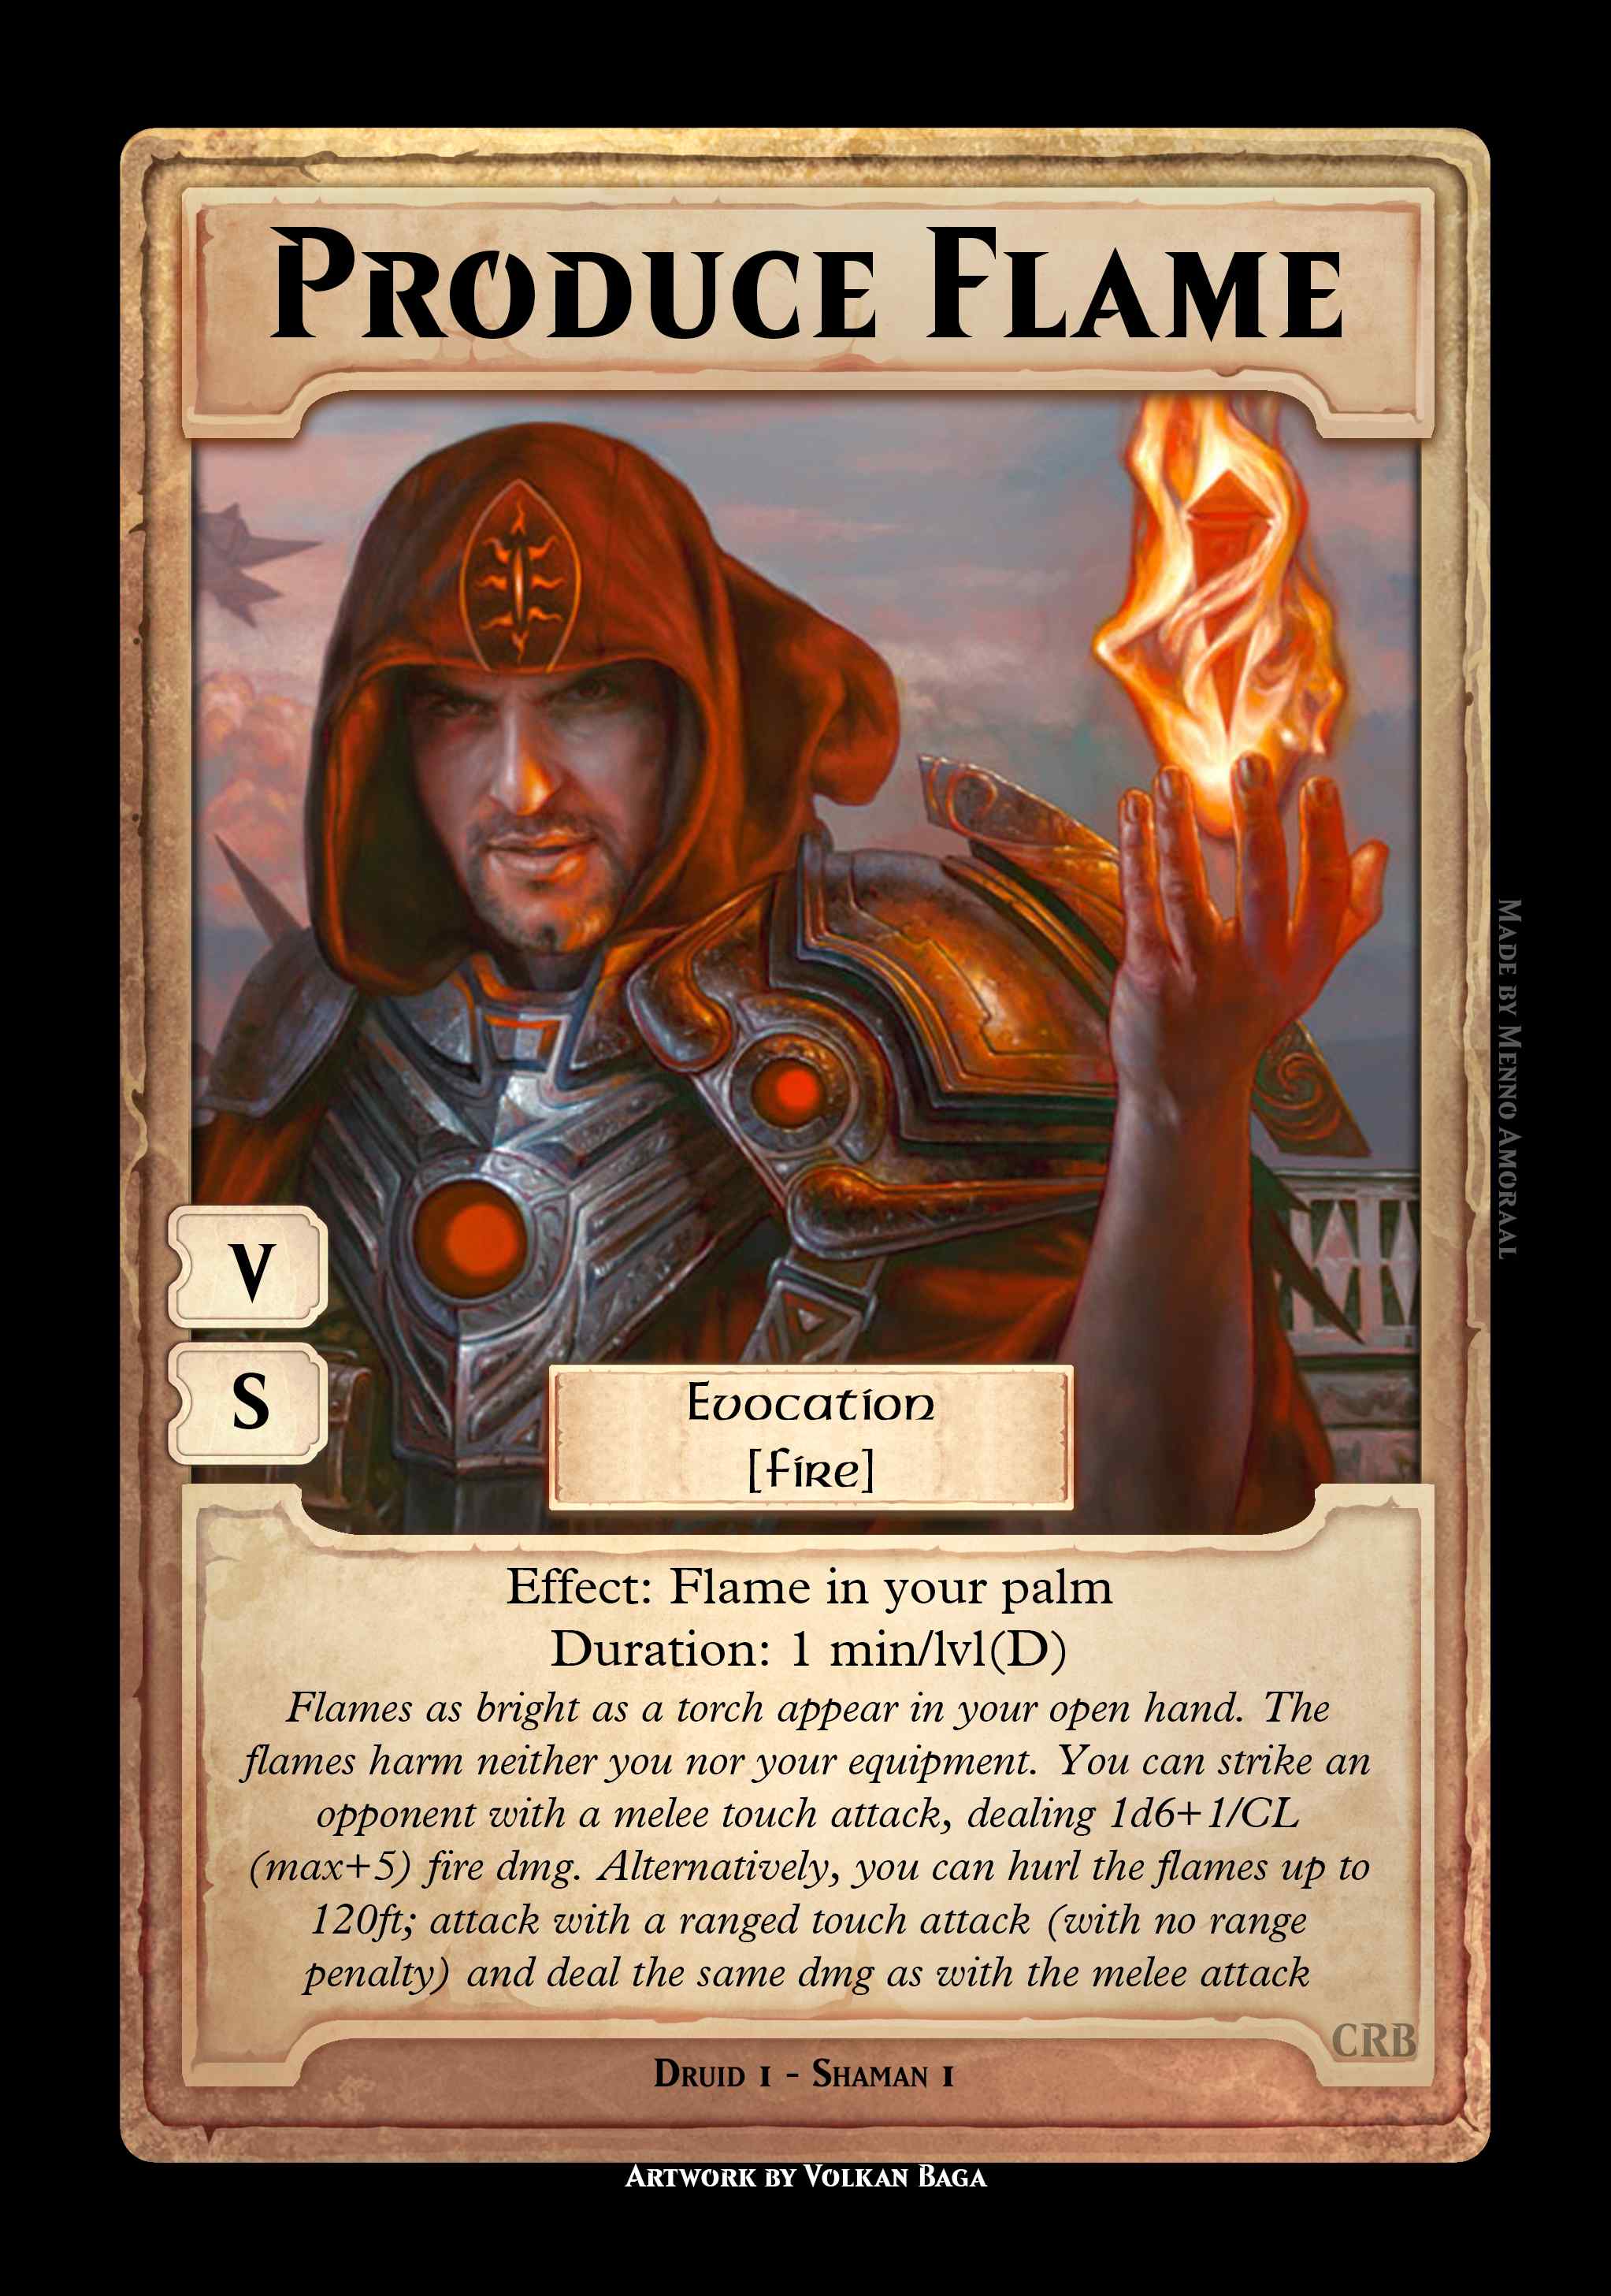 Produce Flame
Made by Menno Amoraal
V
S
Evocation
[fire]
Effect: Flame in your palm
Duration: 1 min/lvl(D)
Flames as bright as a torch appear in your open hand. The
flames harm neither you nor your equipment. You can strike an
opponent with a melee touch attack, dealing 1d6+1/CL
(max+5) fire dmg. Alternatively, you can hurl the flames up to
120ft; attack with a ranged touch attack (with no range
penalty) and deal the same dmg as with the melee attack
CRB
Druid 1 - Shaman 1
Artwork by Volkan Baga